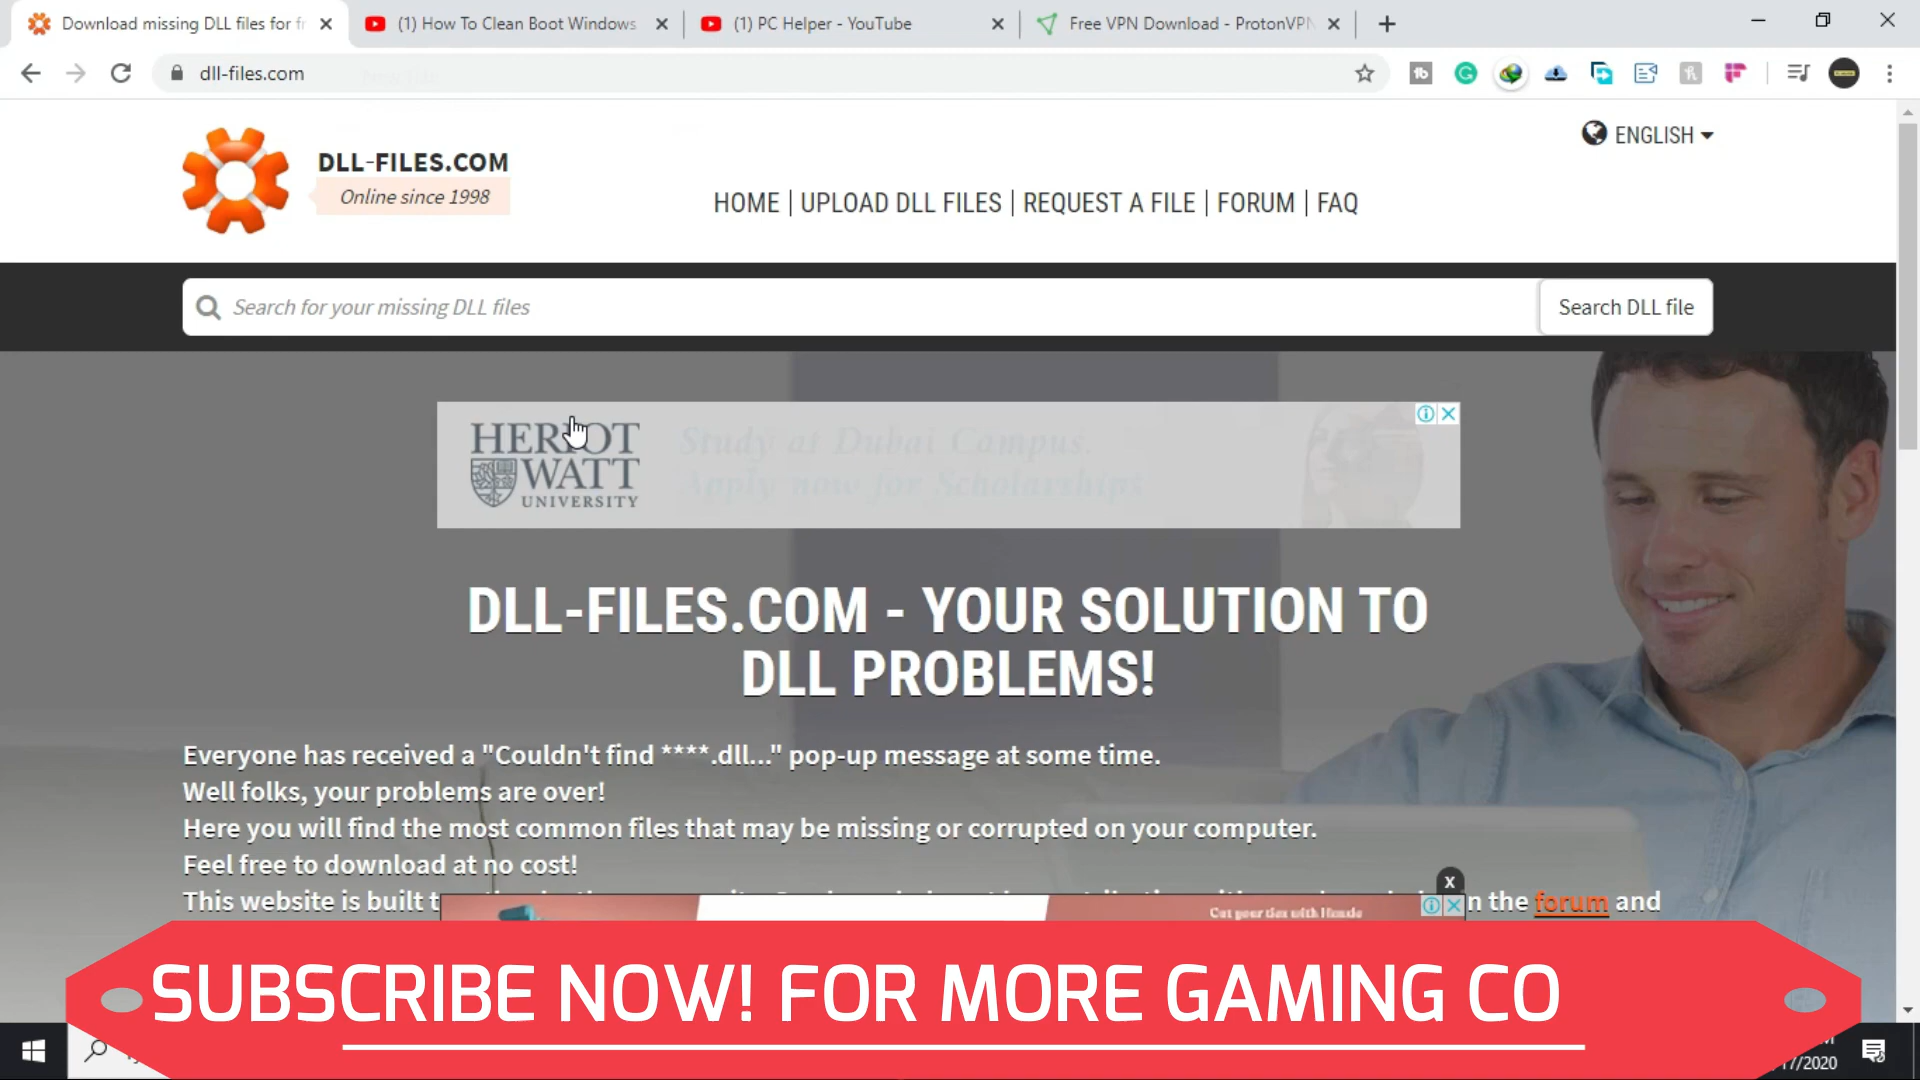 Download missing DLL files for fr
(1) How To Clean Boot Windows
(1) PC Helper - YouTube
Free VPN Download - ProtonVPN
dll-files.com
DLL-FILES.COM
Online since 1998
ENGLISH
HOME | UPLOAD DLL FILES | REQUEST A FILE | FORUM | FAQ
Search for your missing DLL files
Search DLL file
HERIOT
WATT
UNIVERSITY
Study at Dubai Campus.
Apply now for Scholarships
DLL-FILES.COM - YOUR SOLUTION TO
DLL PROBLEMS!
Everyone has received a "Couldn't find ****.dll..." pop-up message at some time.
Well folks, your problems are over!
Here you will find the most common files that may be missing or corrupted on your computer.
Feel free to download at no cost!
This website is built
n the forum and
x
SUBSCRIBE NOW! FOR MORE GAMING CO
7/2020